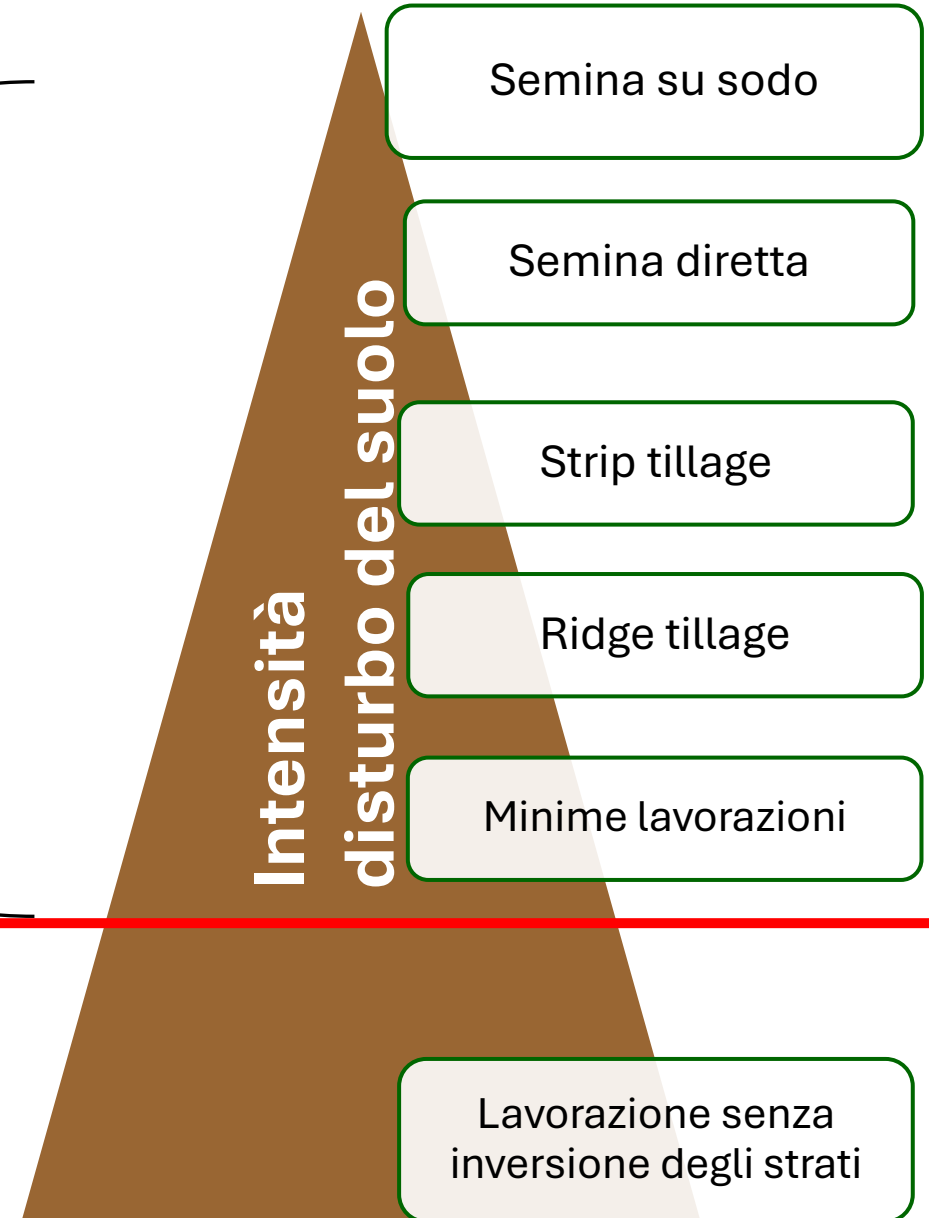 Semina su sodo
Semina diretta
Intensità
disturbo del suolo
Strip tillage
Ridge tillage
Minime lavorazioni
Lavorazione senza
inversione degli strati